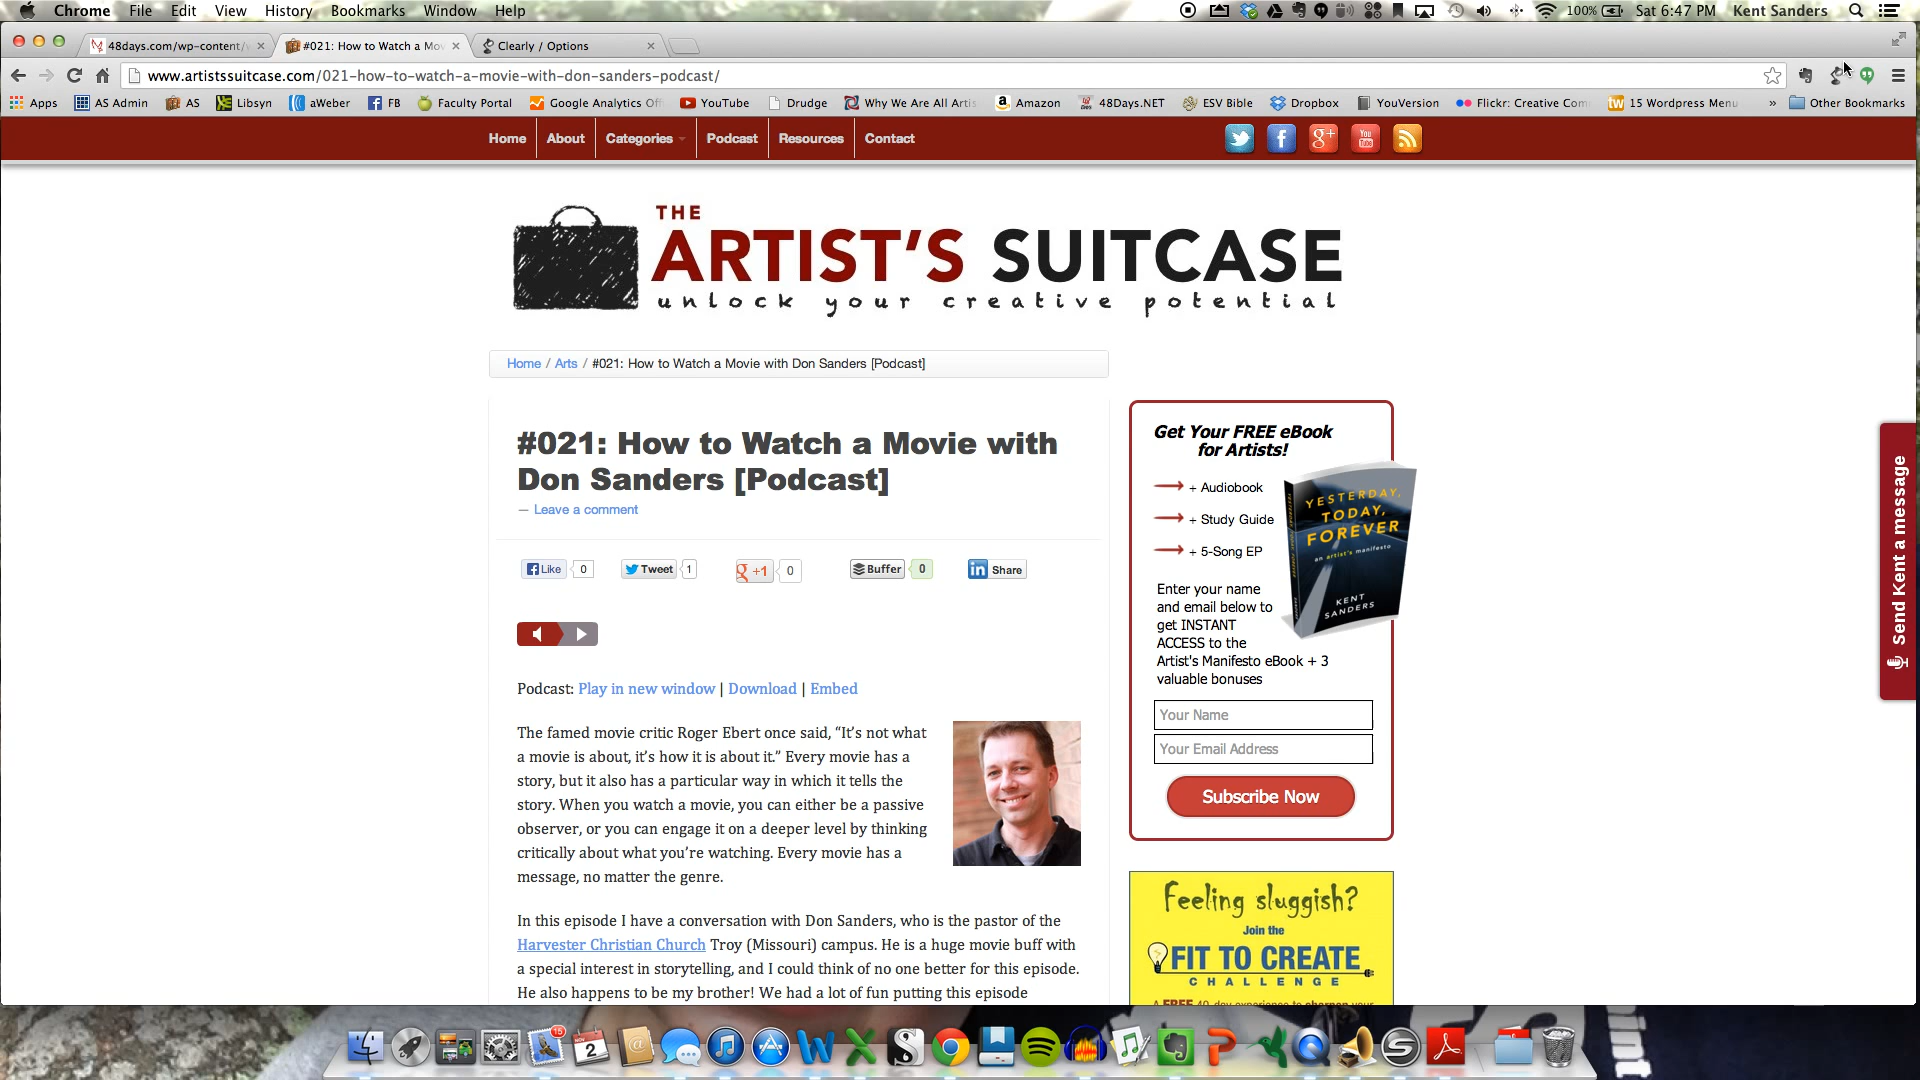 Chrome File Edit View History Bookmarks Window Help
100% Sat 6:47 PM Kent Sanders
48days.com/wp-content/
#021: How to Watch a Mov
Clearly / Options
www.artistssuitcase.com/021-how-to-watch-a-movie-with-don-sanders-podcast/
Apps AS Admin AS Libsyn aWeber FB Faculty Portal Google Analytics Off YouTube Drudge Why We Are All Artis Amazon 48Days.NET ESV Bible Dropbox YouVersion Flickr: Creative Com 15 Wordpress Menu » Other Bookmarks
Home About Categories Podcast Resources Contact
You Tube
THE
ARTIST'S SUITCASE
unlock your creative potential
Home / Arts / #021: How to Watch a Movie with Don Sanders [Podcast]
#021: How to Watch a Movie with
Don Sanders [Podcast]
— Leave a comment
Like 0 Tweet 1 g +1 0 Buffer 0 in Share
Podcast: Play in new window | Download | Embed
The famed movie critic Roger Ebert once said, “It’s not what
a movie is about, it’s how it is about it.” Every movie has a
story, but it also has a particular way in which it tells the
story. When you watch a movie, you can either be a passive
observer, or you can engage it on a deeper level by thinking
critically about what you’re watching. Every movie has a
message, no matter the genre.
In this episode I have a conversation with Don Sanders, who is the pastor of the
Harvester Christian Church Troy (Missouri) campus. He is a huge movie buff with
a special interest in storytelling, and I could think of no one better for this episode.
He also happens to be my brother! We had a lot of fun putting this episode
Get Your FREE eBook
for Artists!
+ Audiobook
+ Study Guide
+ 5-Song EP
YESTERDAY,
TODAY,
FOREVER
an artist's manifesto
KENT
SANDERS
Enter your name
and email below to
get INSTANT
ACCESS to the
Artist's Manifesto eBook + 3
valuable bonuses
Your Name
Your Email Address
Subscribe Now
Feeling sluggish?
Join the
FIT TO CREATE
CHALLENGE
A FREE 40-day experience to sharpen your
Send Kent a message
15
NOV
2